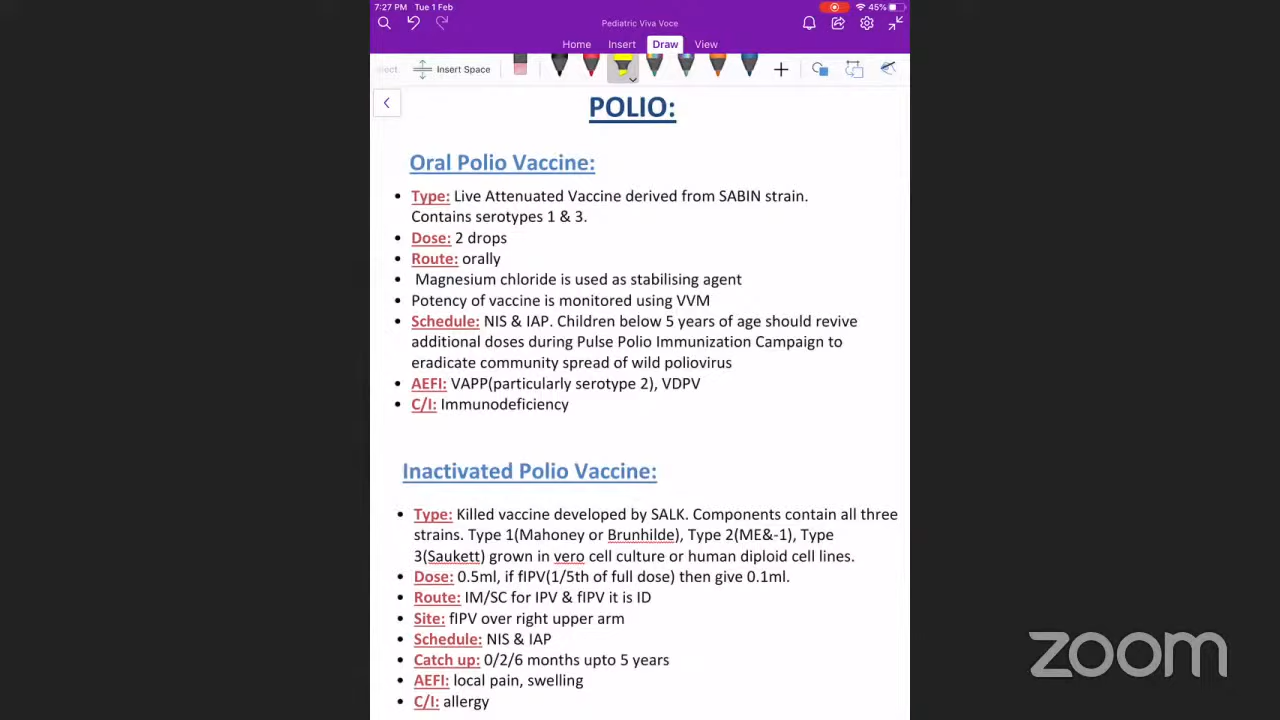 7:27 PM Tue 1 Feb
45%
Pediatric Viva Voce
Home Insert Draw View
Insert Space
POLIO:
Oral Polio Vaccine:
• Type: Live Attenuated Vaccine derived from SABIN strain.
Contains serotypes 1 & 3.
• Dose: 2 drops
• Route: orally
• Magnesium chloride is used as stabilising agent
• Potency of vaccine is monitored using VVM
• Schedule: NIS & IAP. Children below 5 years of age should revive
additional doses during Pulse Polio Immunization Campaign to
eradicate community spread of wild poliovirus
• AEFI: VAPP(particularly serotype 2), VDPV
• C/I: Immunodeficiency
Inactivated Polio Vaccine:
• Type: Killed vaccine developed by SALK. Components contain all three
strains. Type 1(Mahoney or Brunhilde), Type 2(ME&-1), Type
3(Saukett) grown in vero cell culture or human diploid cell lines.
• Dose: 0.5ml, if fIPV(1/5th of full dose) then give 0.1ml.
• Route: IM/SC for IPV & fIPV it is ID
• Site: fIPV over right upper arm
• Schedule: NIS & IAP
• Catch up: 0/2/6 months upto 5 years
• AEFI: local pain, swelling
• C/I: allergy
zoom